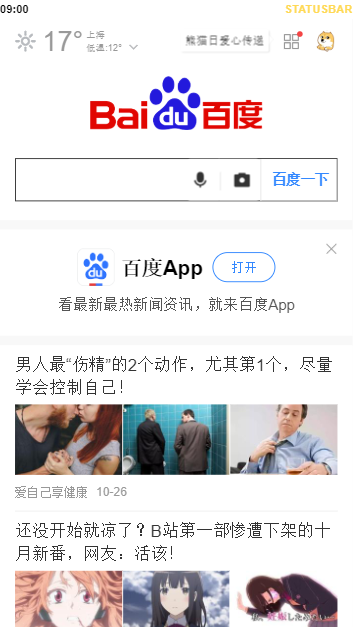 09:00
STATUSBAR
17°
上海
低温:12°
熊猫日爱心传递
Bai du 百度
百度一下
du
百度App
打开
看最新最热新闻资讯，就来百度App
男人最“伤精”的2个动作，尤其第1个，尽量
学会控制自己！
爱自己享健康 10-26
还没开始就凉了？B站第一部惨遭下架的十
月新番，网友：活该！